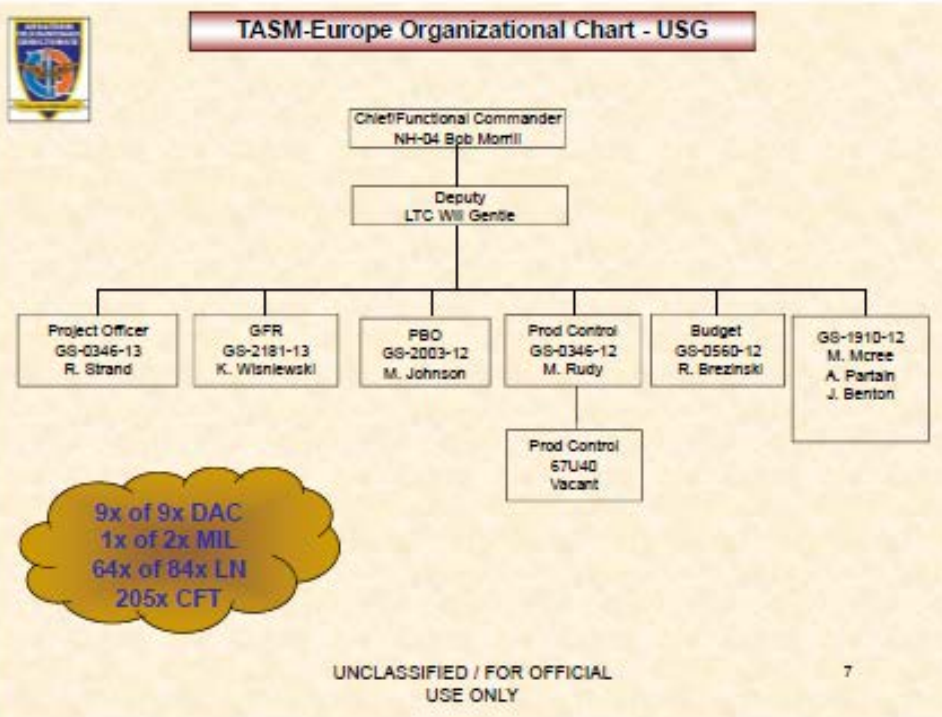 TASM-Europe Organizational Chart - USG
Chief/Functional Commander
NH-04 Bob Morrill
Deputy
LTC Will Gentle
Project Officer
GS-0346-13
R. Strand
GFR
GS-2181-13
K. Wisniewski
PBO
GS-2003-12
M. Johnson
Prod Control
GS-0346-12
M. Rudy
Budget
GS-0560-12
R. Brezinski
GS-1910-12
M. Mcree
A. Partain
J. Benton
Prod Control
67U40
Vacant
9x of 9x DAC
1x of 2x MIL
64x of 84x LN
205x CFT
UNCLASSIFIED / FOR OFFICIAL
USE ONLY
7